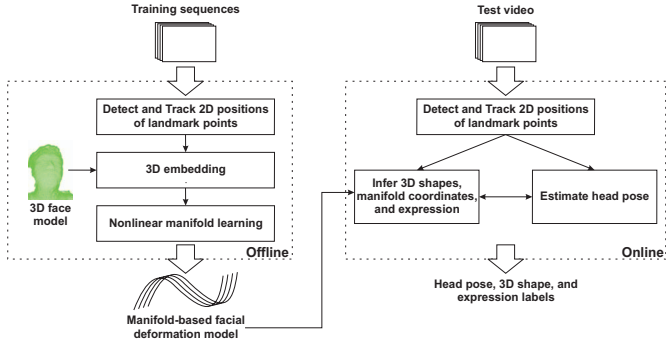 Training sequences
Detect and Track 2D positions
of landmark points
3D embedding
3D face
model
Nonlinear manifold learning
Offline
Manifold-based facial
deformation model
Test video
Detect and Track 2D positions
of landmark points
Infer 3D shapes,
manifold coordinates,
and expression
Estimate head pose
Online
Head pose, 3D shape, and
expression labels